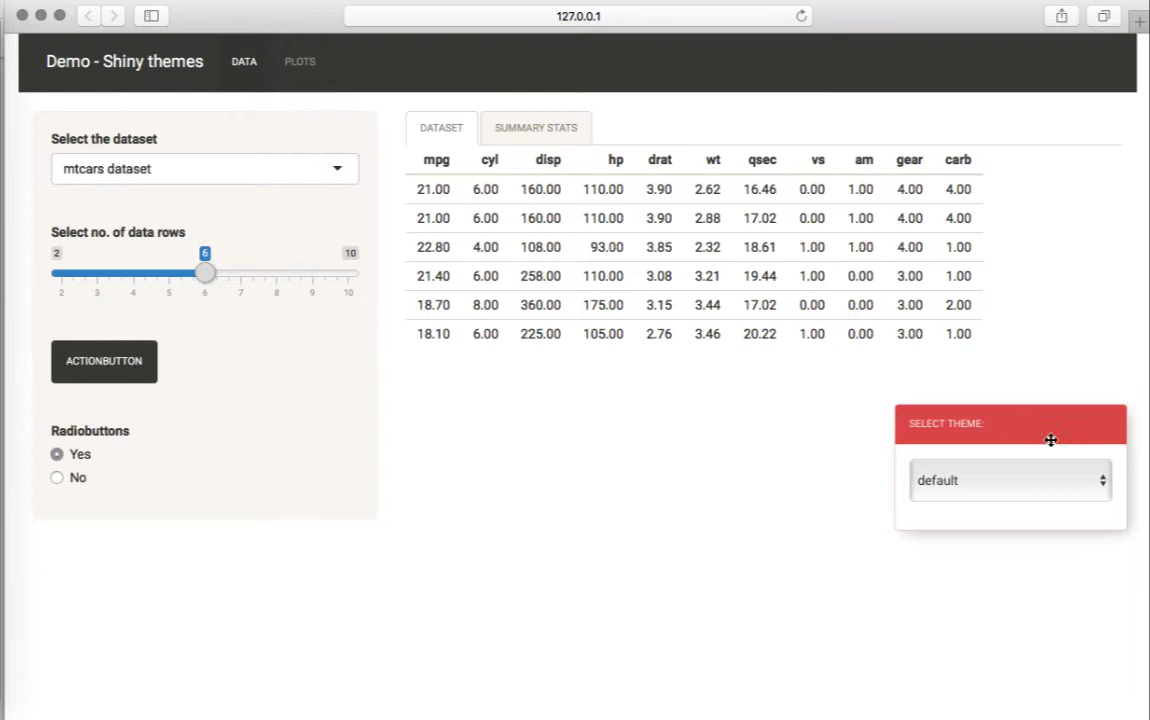 127.0.0.1
Demo - Shiny themes DATA PLOTS
Select the dataset
mtcars dataset
Select no. of data rows
2 6 10
2 3 4 5 6 7 8 9 10
ACTIONBUTTON
Radiobuttons
Yes
No
DATASET SUMMARY STATS
mpg cyl disp hp drat wt qsec vs am gear carb
21.00 6.00 160.00 110.00 3.90 2.62 16.46 0.00 1.00 4.00 4.00
21.00 6.00 160.00 110.00 3.90 2.88 17.02 0.00 1.00 4.00 4.00
22.80 4.00 108.00 93.00 3.85 2.32 18.61 1.00 1.00 4.00 1.00
21.40 6.00 258.00 110.00 3.08 3.21 19.44 1.00 0.00 3.00 1.00
18.70 8.00 360.00 175.00 3.15 3.44 17.02 0.00 0.00 3.00 2.00
18.10 6.00 225.00 105.00 2.76 3.46 20.22 1.00 0.00 3.00 1.00
SELECT THEME:
default